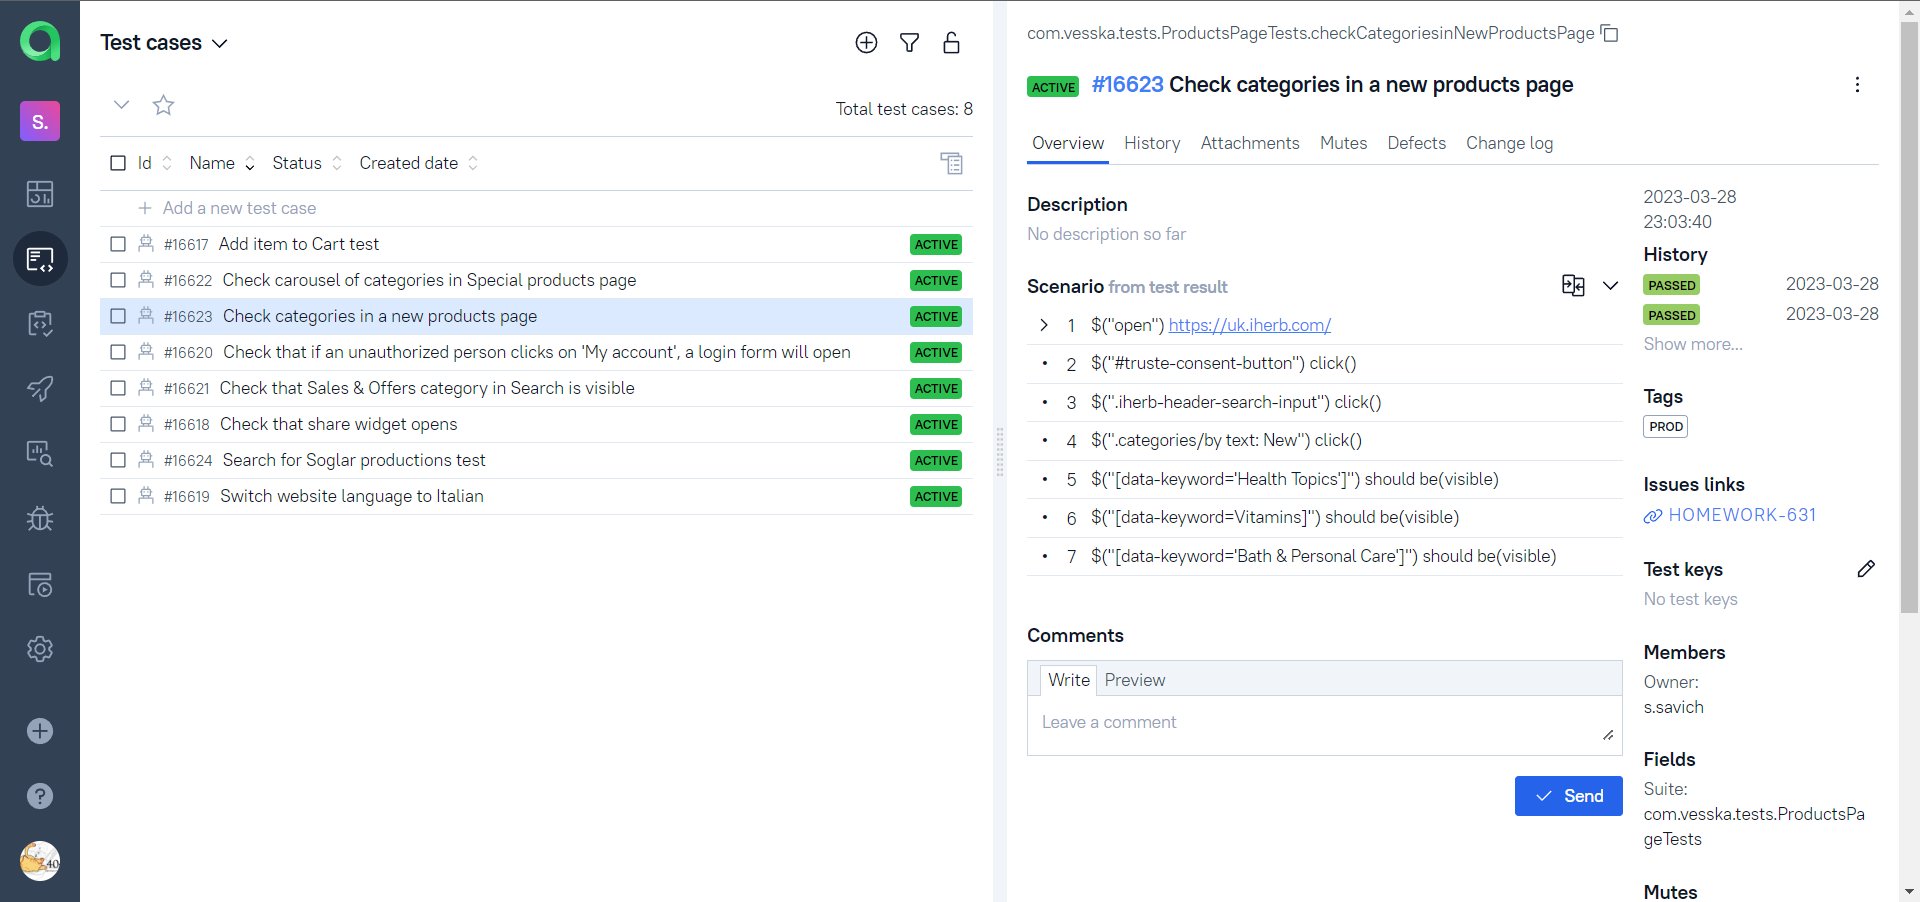 S.
Test cases
Total test cases: 8
Id Name Status Created date
Add a new test case
#16617 Add item to Cart test ACTIVE
#16622 Check carousel of categories in Special products page ACTIVE
#16623 Check categories in a new products page ACTIVE
#16620 Check that if an unauthorized person clicks on 'My account', a login form will open ACTIVE
#16621 Check that Sales & Offers category in Search is visible ACTIVE
#16618 Check that share widget opens ACTIVE
#16624 Search for Soglar productions test ACTIVE
#16619 Switch website language to Italian ACTIVE
com.vesska.tests.ProductsPageTests.checkCategoriesinNewProductsPage
ACTIVE #16623 Check categories in a new products page
Overview History Attachments Mutes Defects Change log
Description
No description so far
Scenario from test result
1 $("open") https://uk.iherb.com/
2 $("#truste-consent-button") click()
3 $(".iherb-header-search-input") click()
4 $(".categories/by text: New") click()
5 $("[data-keyword='Health Topics']") should be(visible)
6 $("[data-keyword=Vitamins]") should be(visible)
7 $("[data-keyword='Bath & Personal Care']") should be(visible)
Comments
Write Preview
Leave a comment
Send
2023-03-28
23:03:40
History
PASSED 2023-03-28
PASSED 2023-03-28
Show more...
Tags
PROD
Issues links
HOMEWORK-631
Test keys
No test keys
Members
Owner:
s.savich
Fields
Suite:
com.vesska.tests.ProductsPa
geTests
Mutes
40